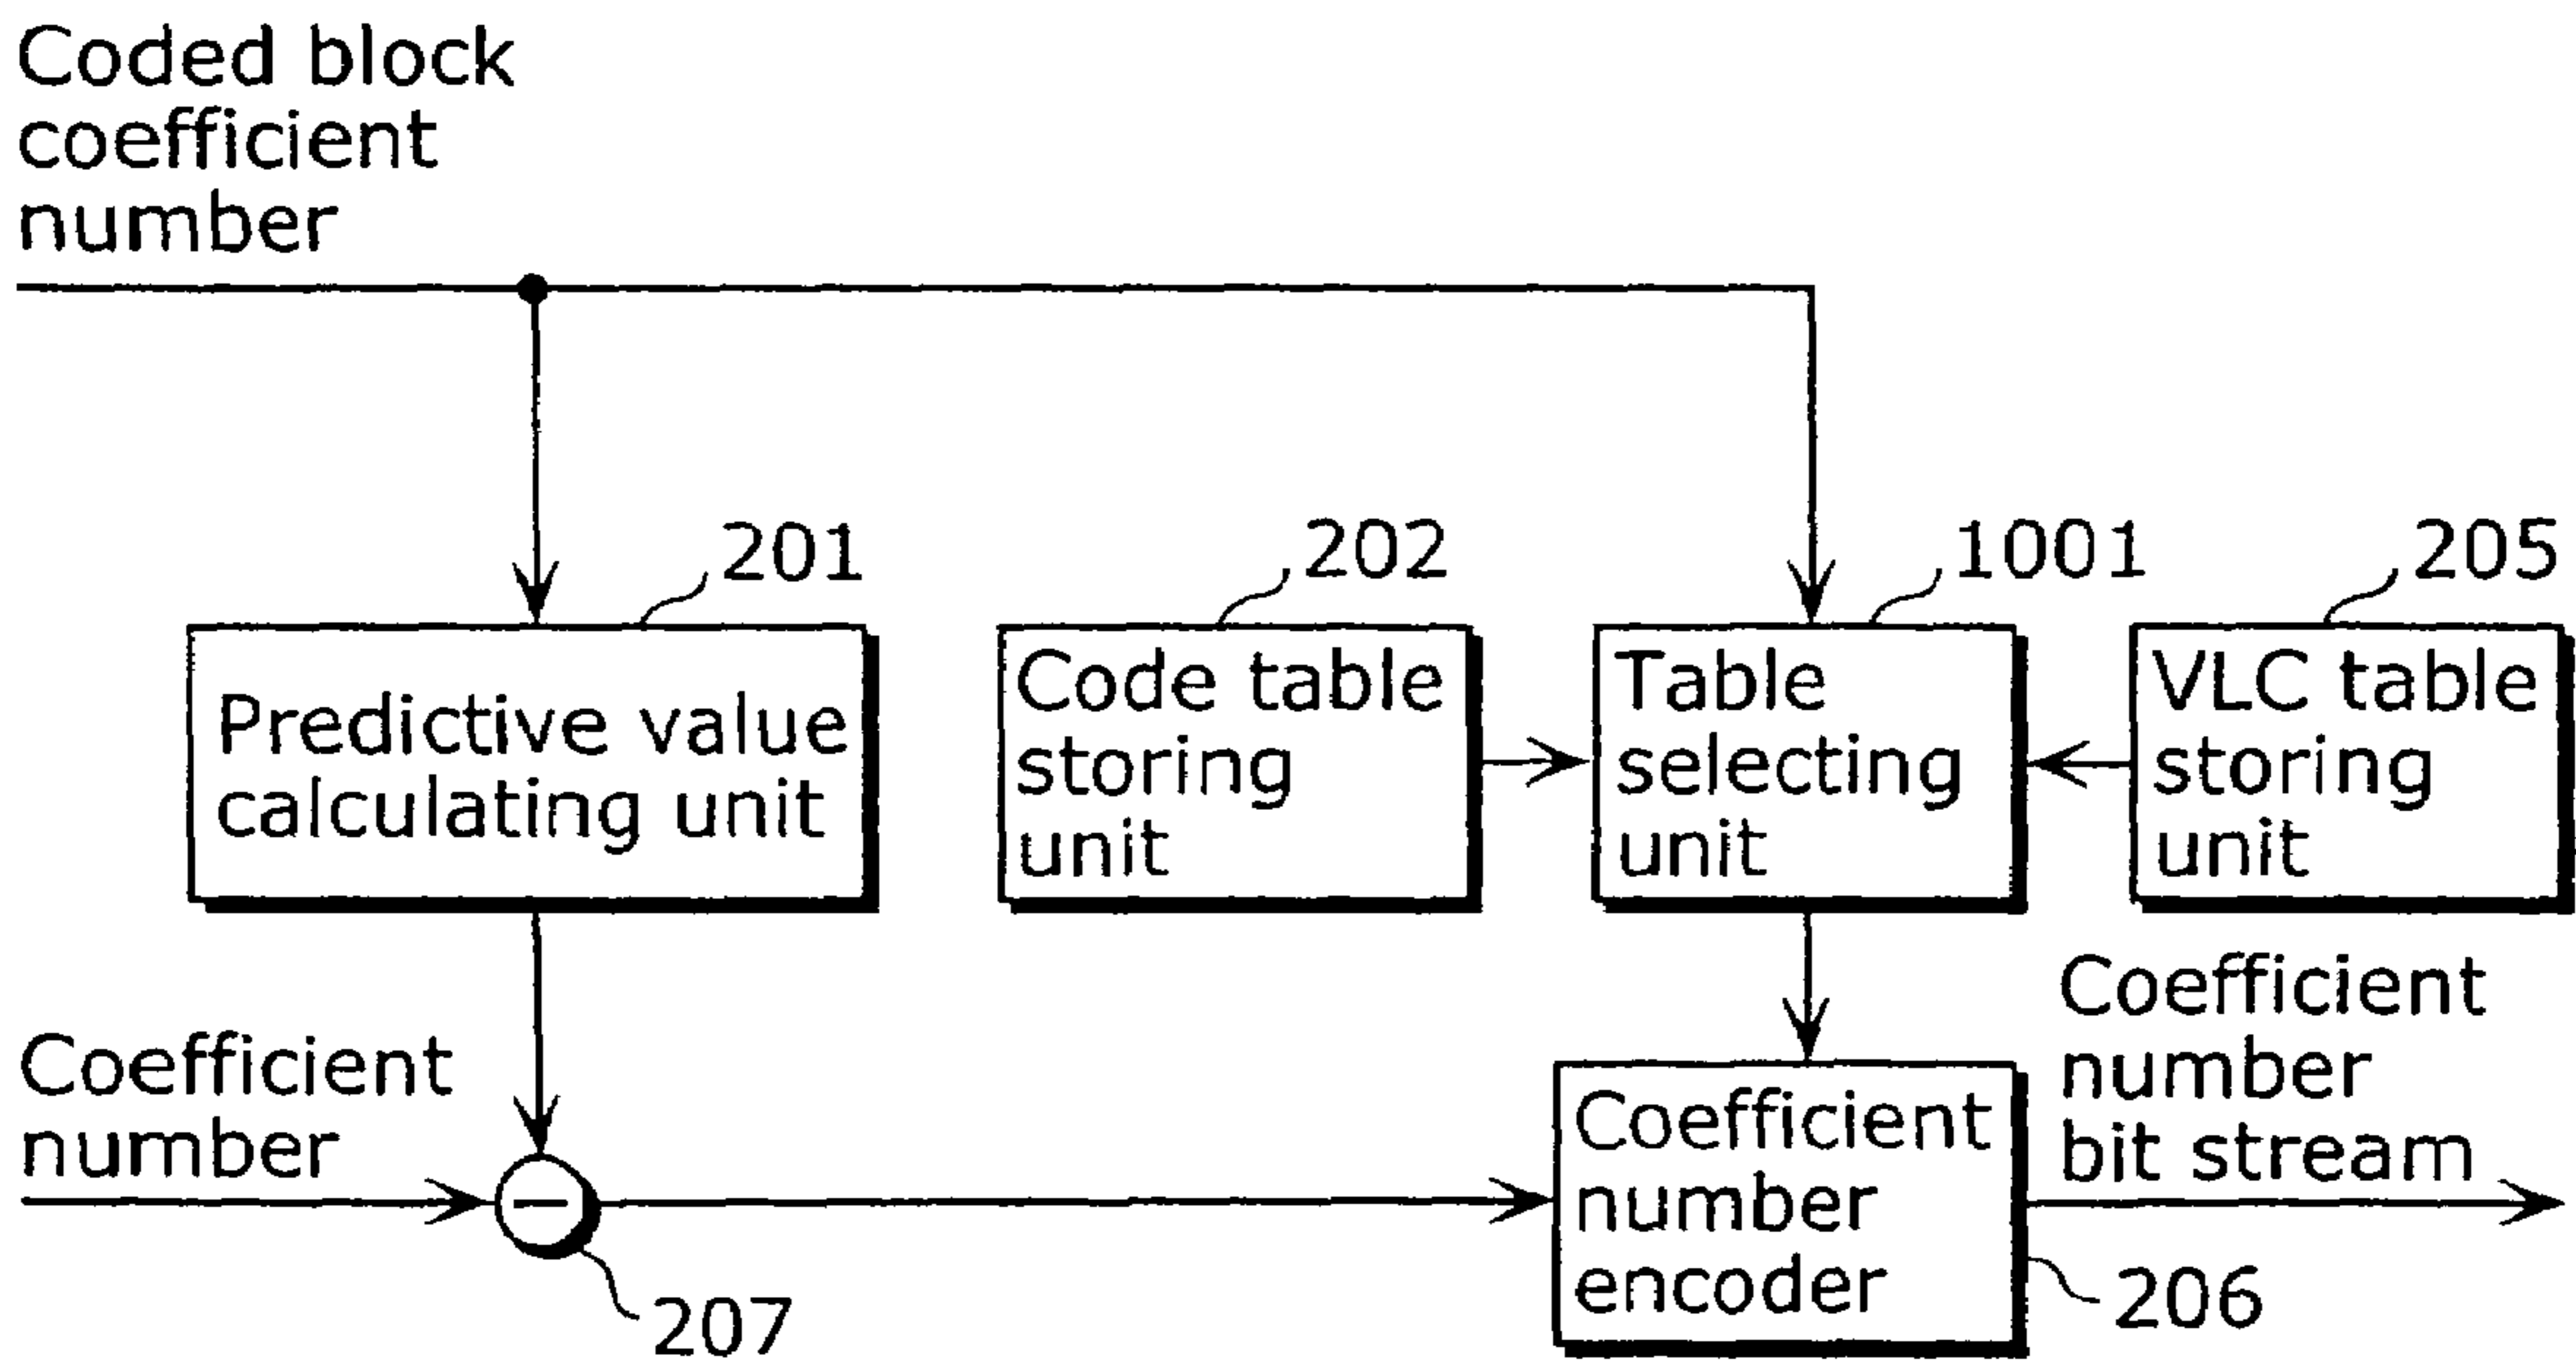 Coded block
coefficient
number
201
202
1001
205
Predictive value
calculating unit
Code table
storing
unit
Table
selecting
unit
VLC table
storing
unit
Coefficient
number
207
Coefficient
number
encoder
206
Coefficient
number
bit stream